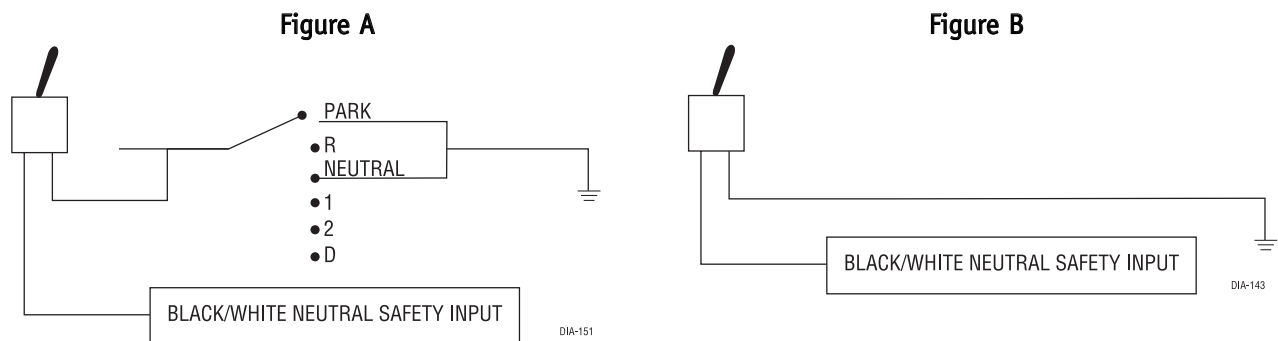 Figure A
PARK
R
NEUTRAL
1
2
D
BLACK/WHITE NEUTRAL SAFETY INPUT
DIA-151
Figure B
BLACK/WHITE NEUTRAL SAFETY INPUT
DIA-143